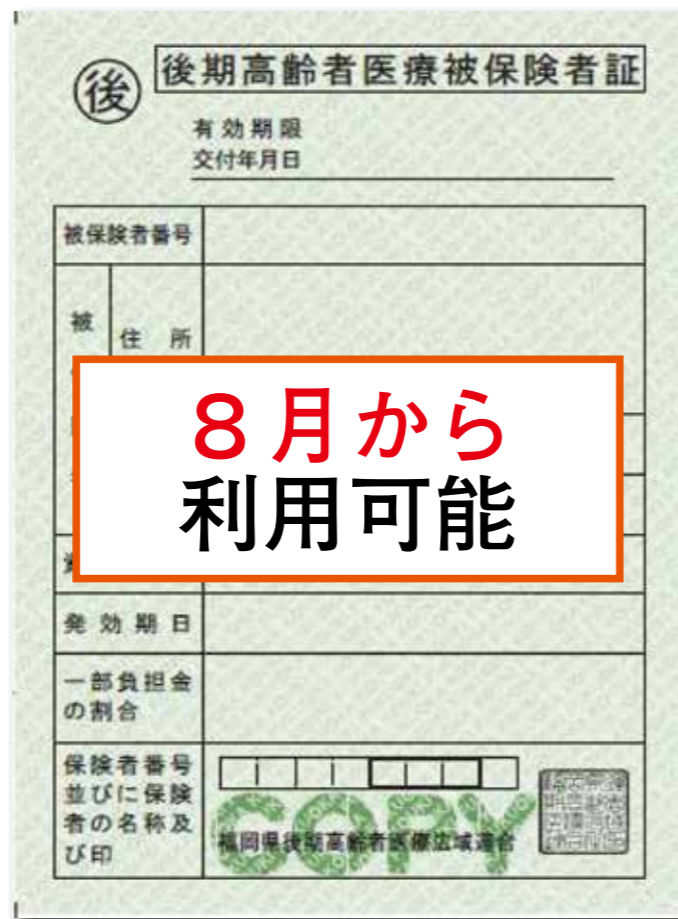 後
後期高齢者医療被保険者証
有効期限
交付年月日
被保険者番号
被
住所
8月から
利用可能
発効期日
一部負担金
の割合
保険者番号
並びに保険
者の名称及
び印
COPY
福岡県後期高齢者医療広域連合